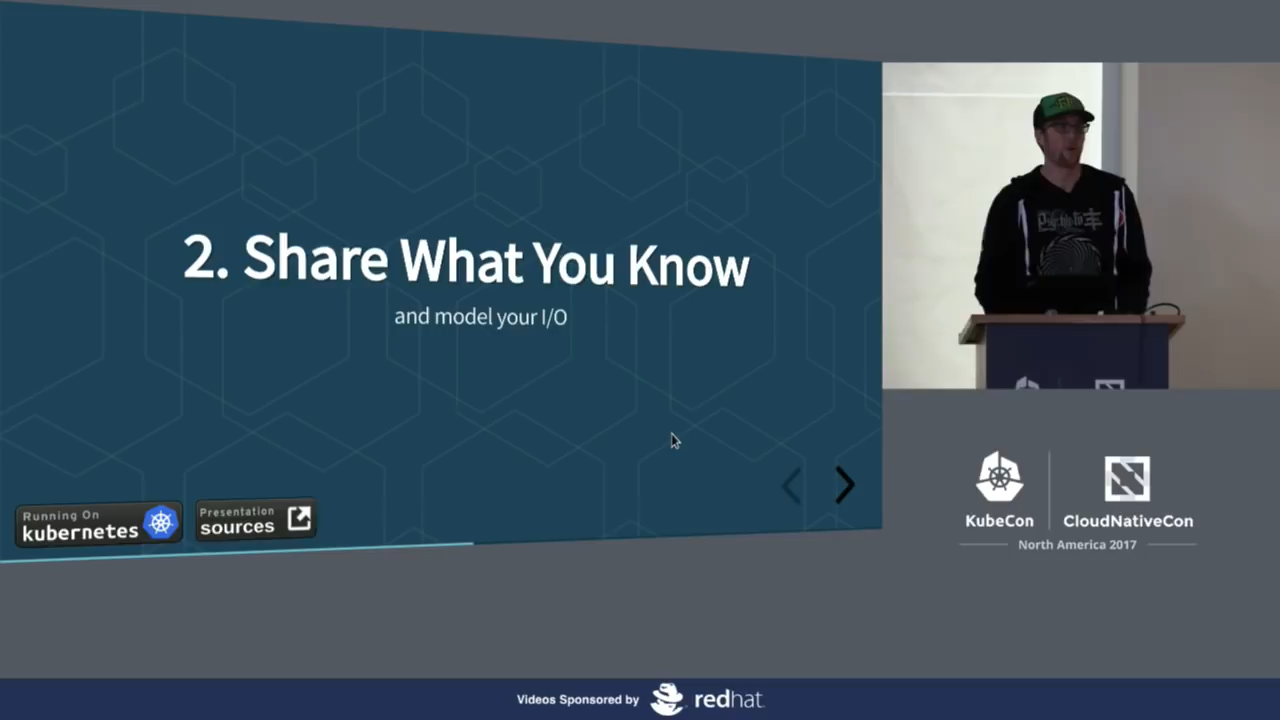 2. Share What You Know
and model your I/O
Running On
kubernetes
Presentation
sources
KubeCon
CloudNativeCon
North America 2017
Videos Sponsored by
redhat